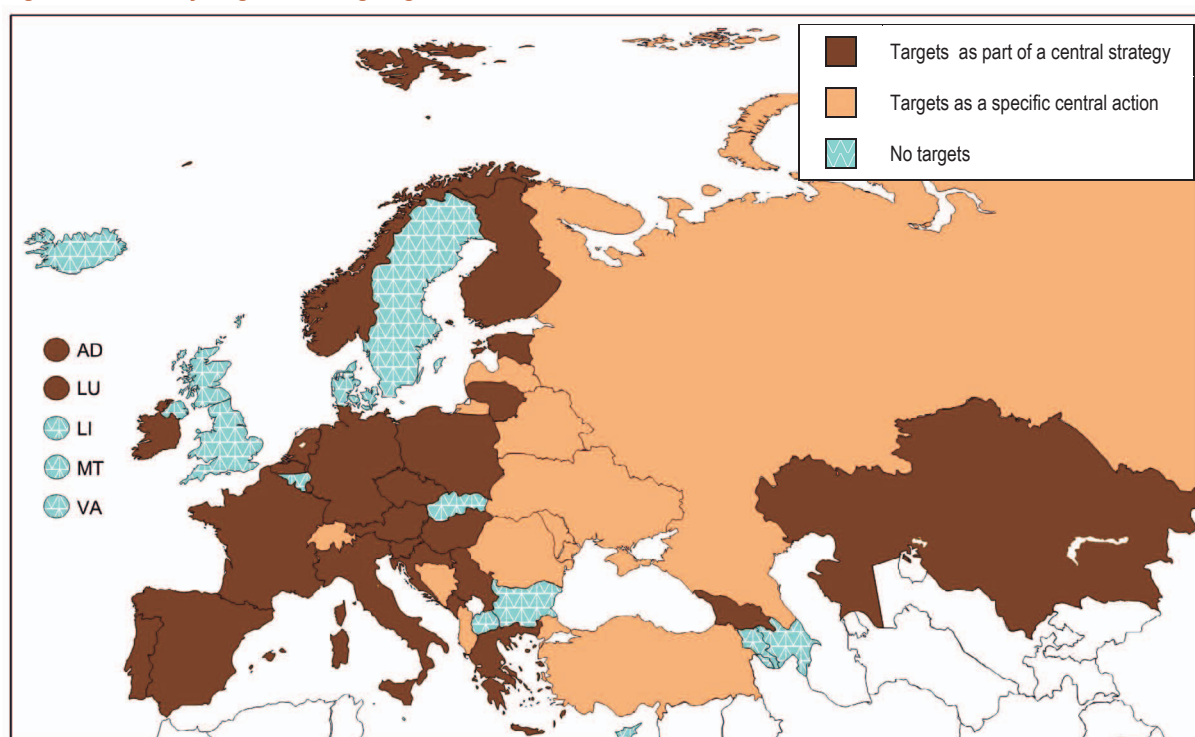 Targets as part of a central strategy
Targets as a specific central action
No targets
AD
LU
LI
MT
VA